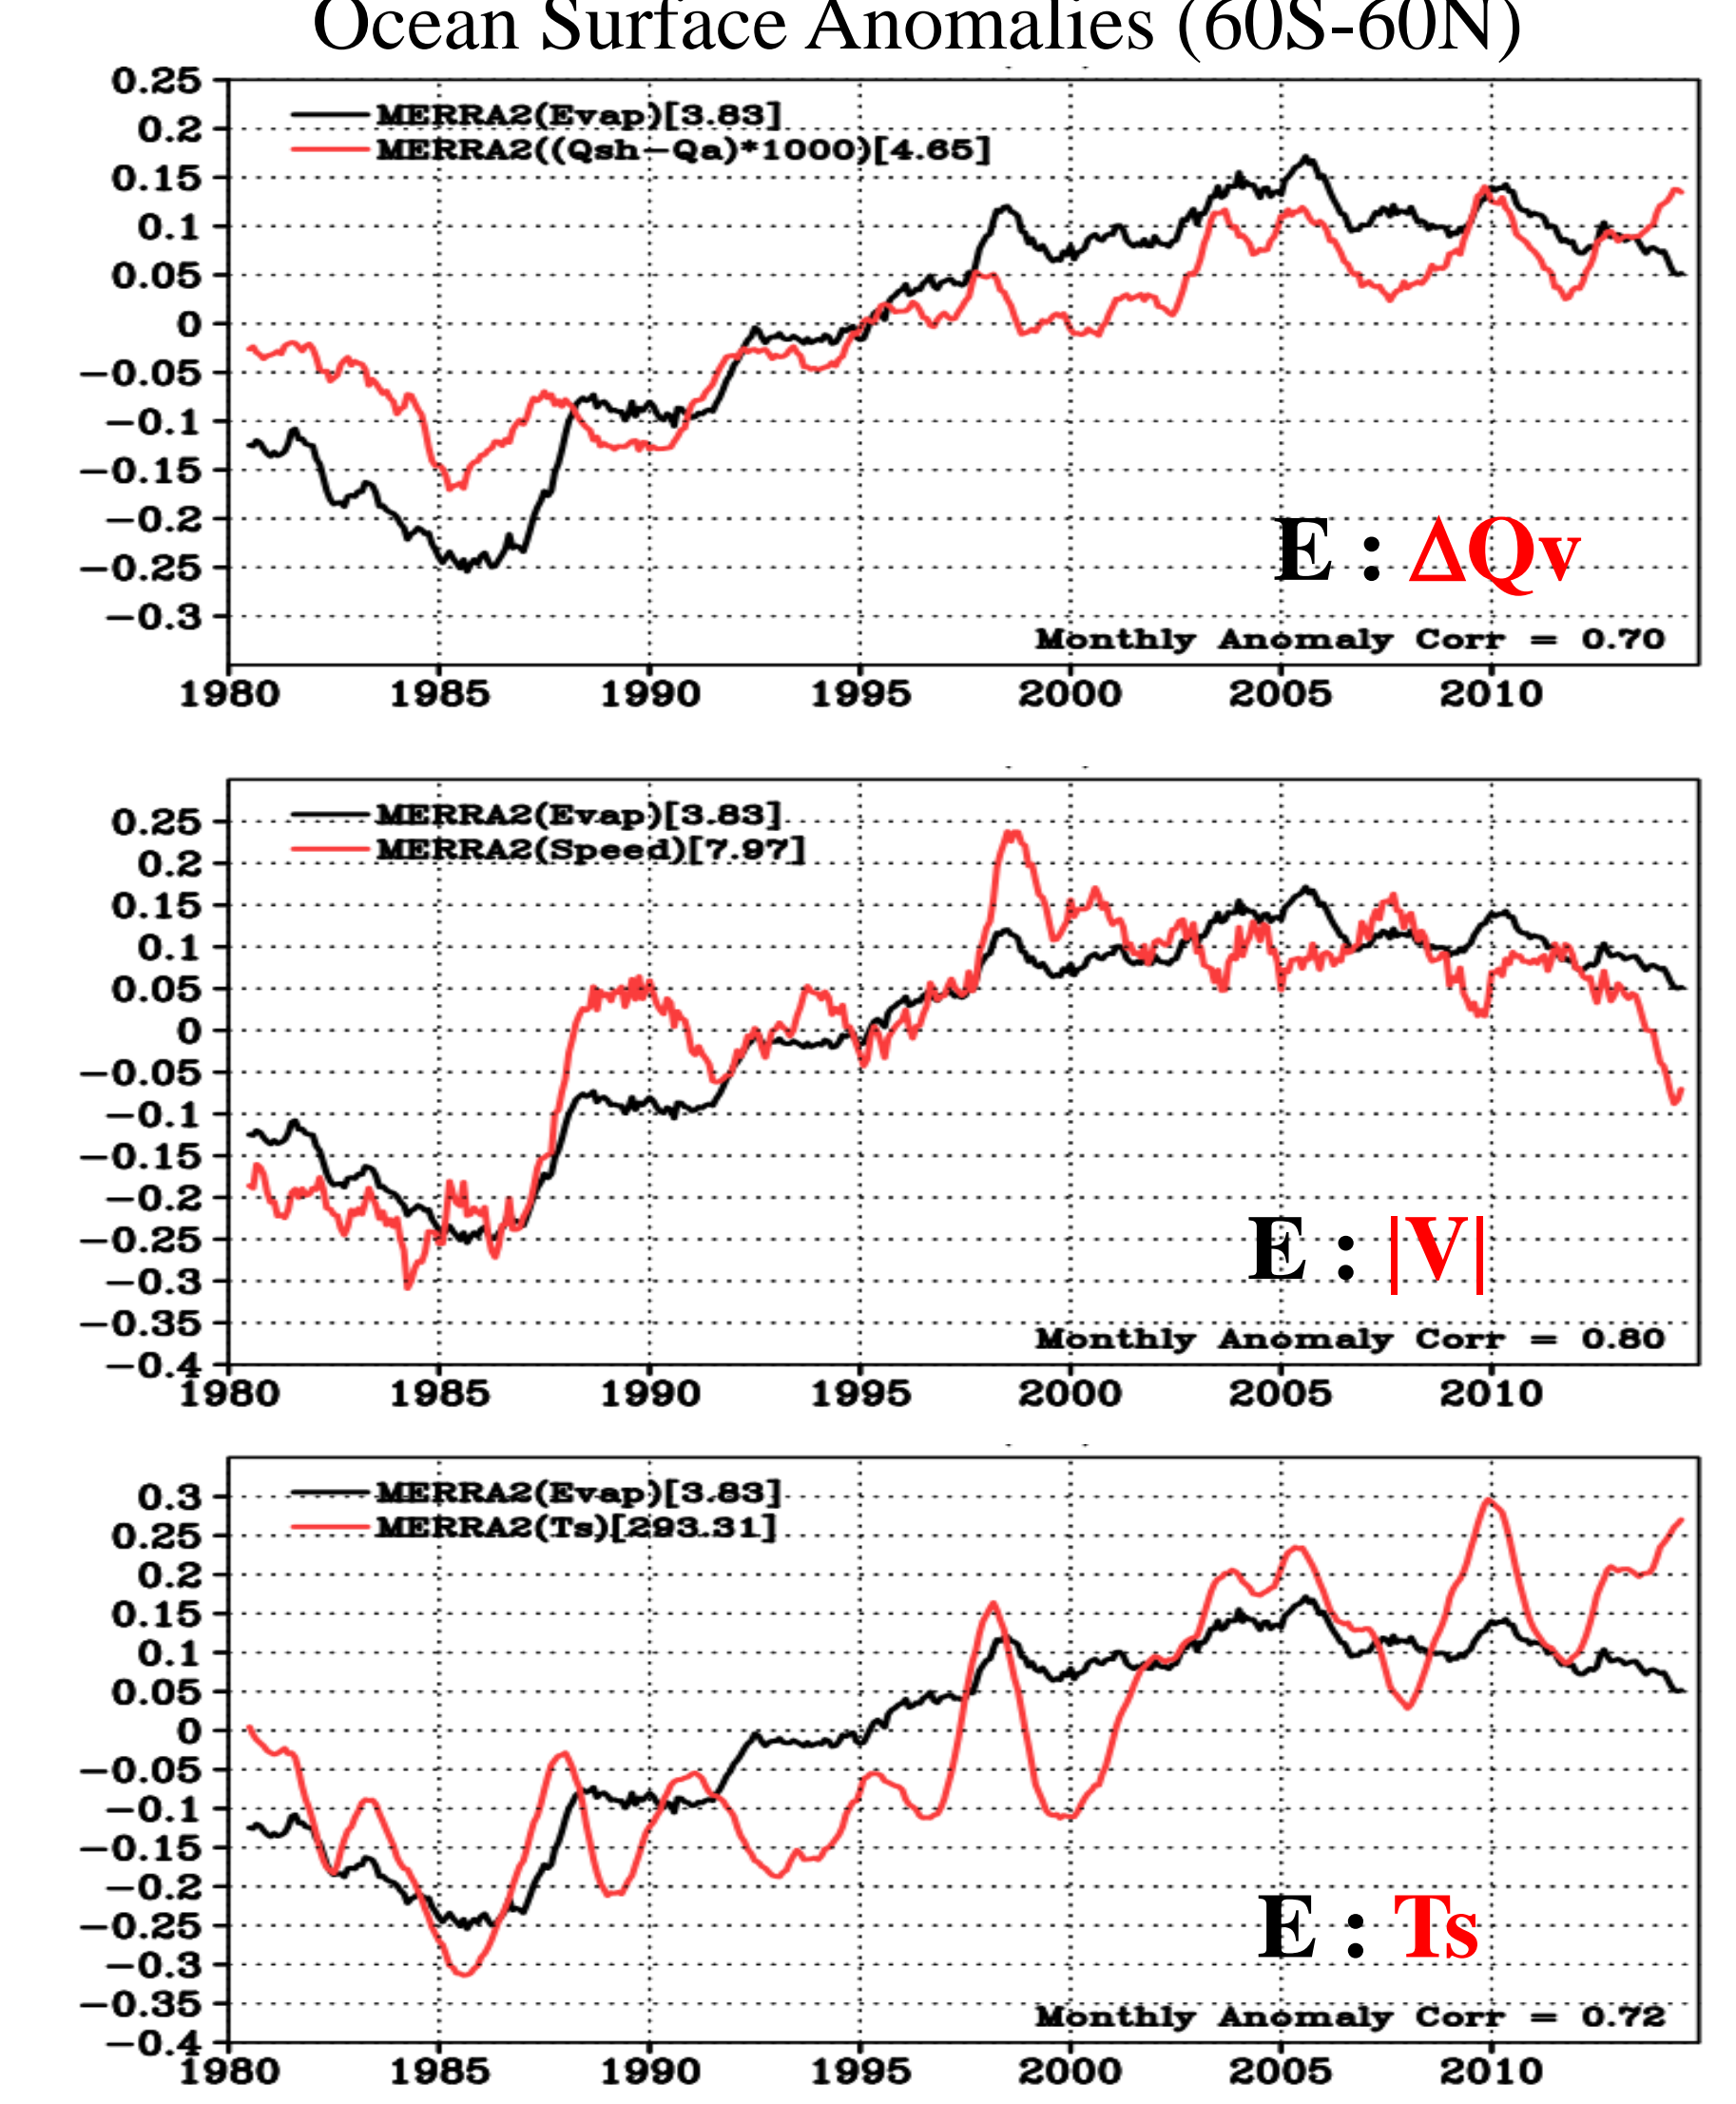 Ocean Surface Anomalies (60S-60N)
0.25
MERRA2(Evap)[3.83]
0.2
MERRA2((Qsh−Qa)*1000)[4.65]
0.15
0.1
0.05
0
−0.05
−0.1
−0.15
−0.2
E : ΔQv
−0.25
−0.3
Monthly Anomaly Corr = 0.70
1980 1985 1990 1995 2000 2005 2010
MERRA2(Evap)[3.83]
0.25
MERRA2(Speed)[7.97]
0.2
0.15
0.1
0.05
0
−0.05
−0.1
−0.15
−0.2
−0.25
E : |V|
−0.3
−0.35
Monthly Anomaly Corr = 0.80
−0.4
1980 1985 1990 1995 2000 2005 2010
0.3
MERRA2(Evap)[3.83]
0.25
MERRA2(Ts)[293.31]
0.2
0.15
0.1
0.05
0
−0.05
−0.1
−0.15
−0.2
−0.25
E : Ts
−0.3
−0.35
Monthly Anomaly Corr = 0.72
−0.4
1980 1985 1990 1995 2000 2005 2010